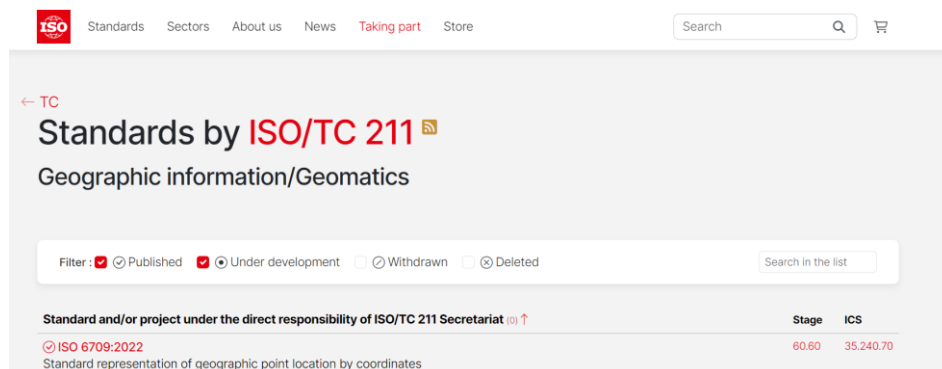 ISO Standards Sectors About us News Taking part Store Search
← TC
Standards by ISO/TC 211
Geographic information/Geomatics
Filter : Published Under development Withdrawn Deleted Search in the list
Standard and/or project under the direct responsibility of ISO/TC 211 Secretariat (0) ↑ Stage ICS
ISO 6709:2022 60.60 35.240.70
Standard representation of geographic point location by coordinates